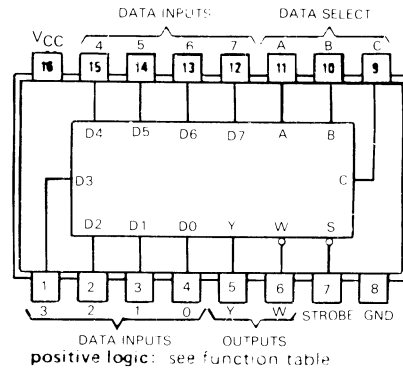 DATA INPUTS DATA SELECT
VCC 4 5 6 7 A B C
16 15 14 13 12 11 10 9
D4 D5 D6 D7 A B
D3 C
D2 D1 D0 Y W S
1 2 3 4 5 6 7 8
3 2 1 0 Y W STROBE GND
DATA INPUTS OUTPUTS
positive logic: see function table